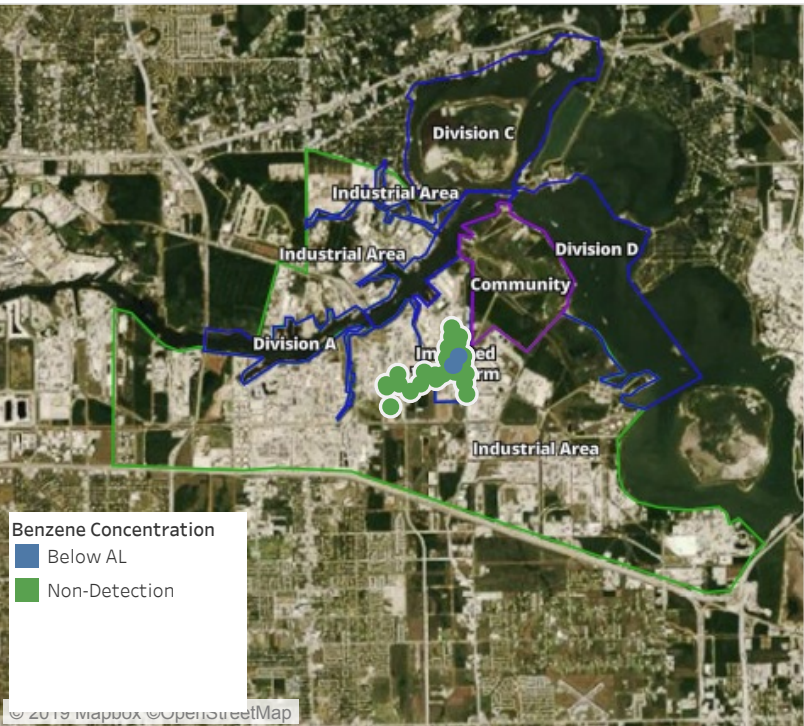 Division C
Industrial Area
Division D
Industrial Area
Community
Division A
Industrial Area
Benzene Concentration
Below AL
Non-Detection
© 2019 Mapbox ©OpenStreetMap